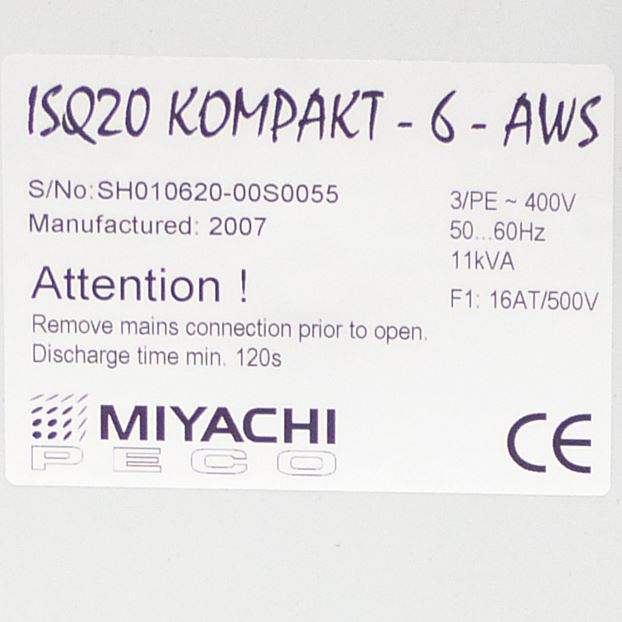 ISQ20 KOMPAKT - 6 - AWS
S/No:SH010620-00S0055
Manufactured: 2007
3/PE ~ 400V
50...60Hz
11kVA
F1: 16AT/500V
Attention !
Remove mains connection prior to open.
Discharge time min. 120s
MIYACHI
PECO
CE